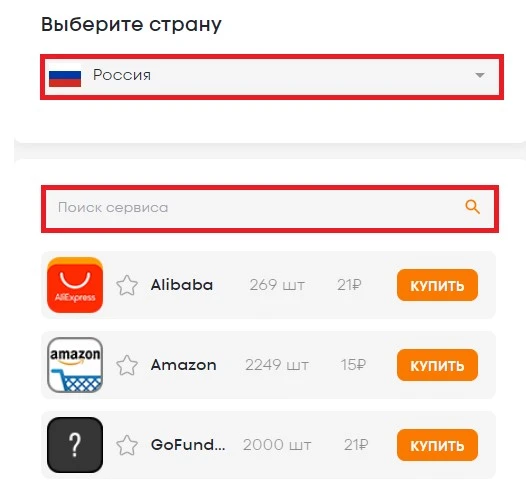 Выберите страну
Россия
Поиск сервиса
AliExpress Alibaba 269 шт 21₽ КУПИТЬ
amazon Amazon 2249 шт 15₽ КУПИТЬ
? GoFund... 2000 шт 21₽ КУПИТЬ